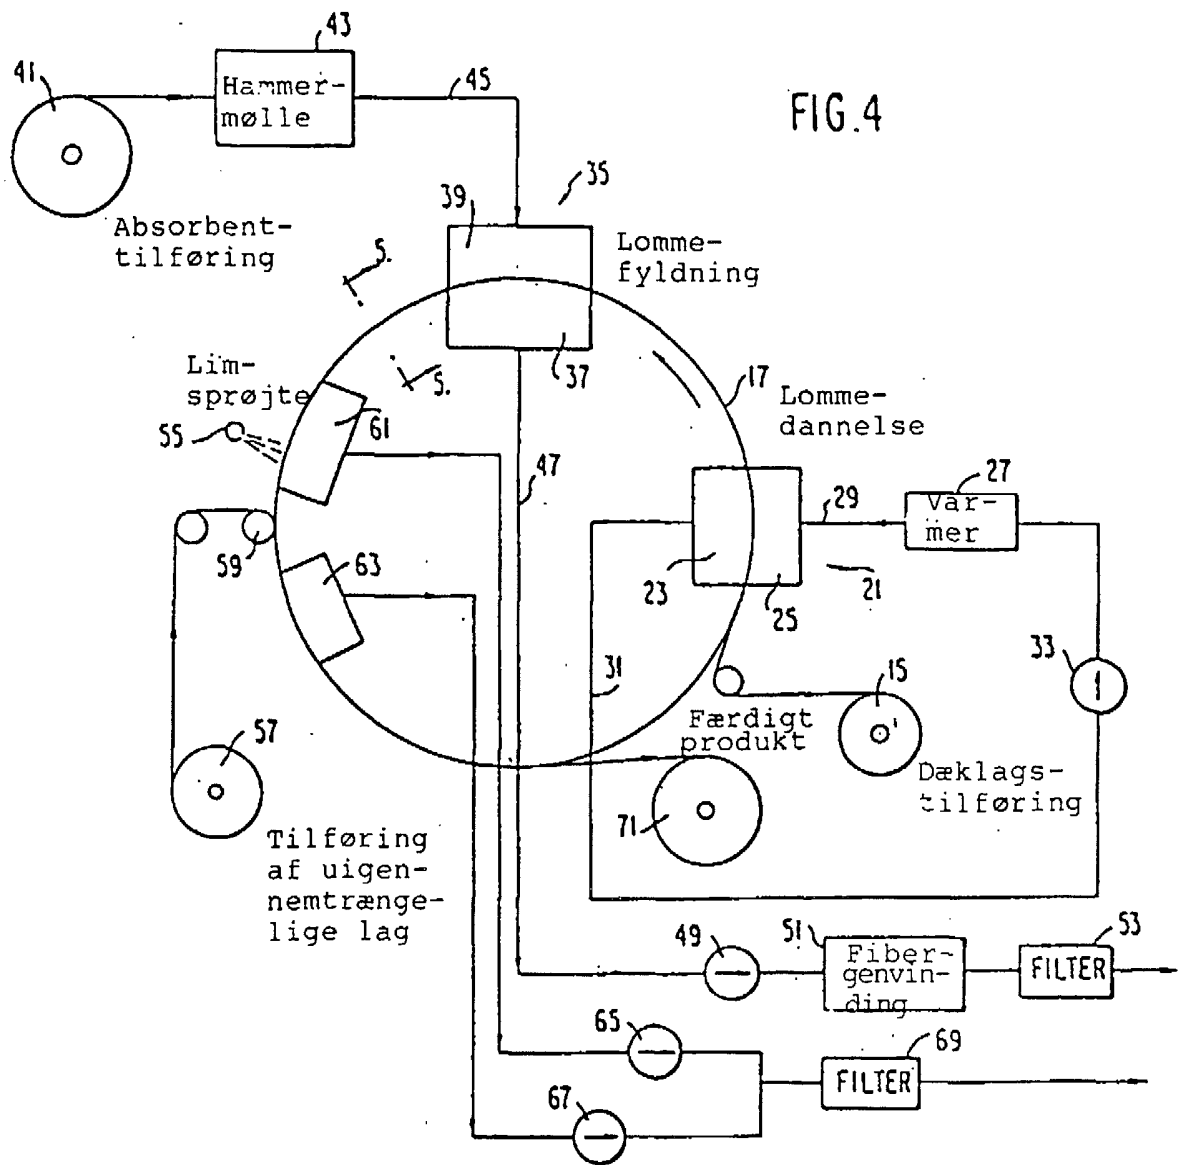 43
41
Hammer-
mølle
45
FIG.4
35
39
Absorbent-
tilføring
Lomme-
fyldning
5.
5.
37
17
Lim-
sprøjte
55
61
Lomme-
dannelse
47
27
Var-
mer
29
59
63
23
25
21
31
15
33
Færdigt
produkt
57
Dæklags-
tilføring
71
Tilføring
af uigen-
nemtrænge-
lige lag
49
51
Fiber-
genvin-
ding
53
FILTER
65
69
FILTER
67